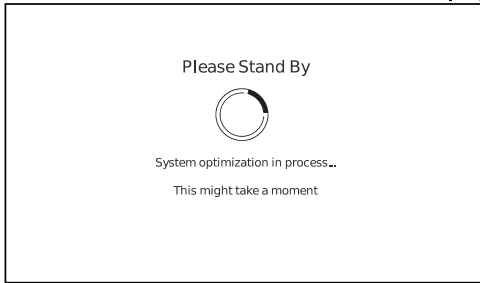 Please Stand By
System optimization in process...
This might take a moment